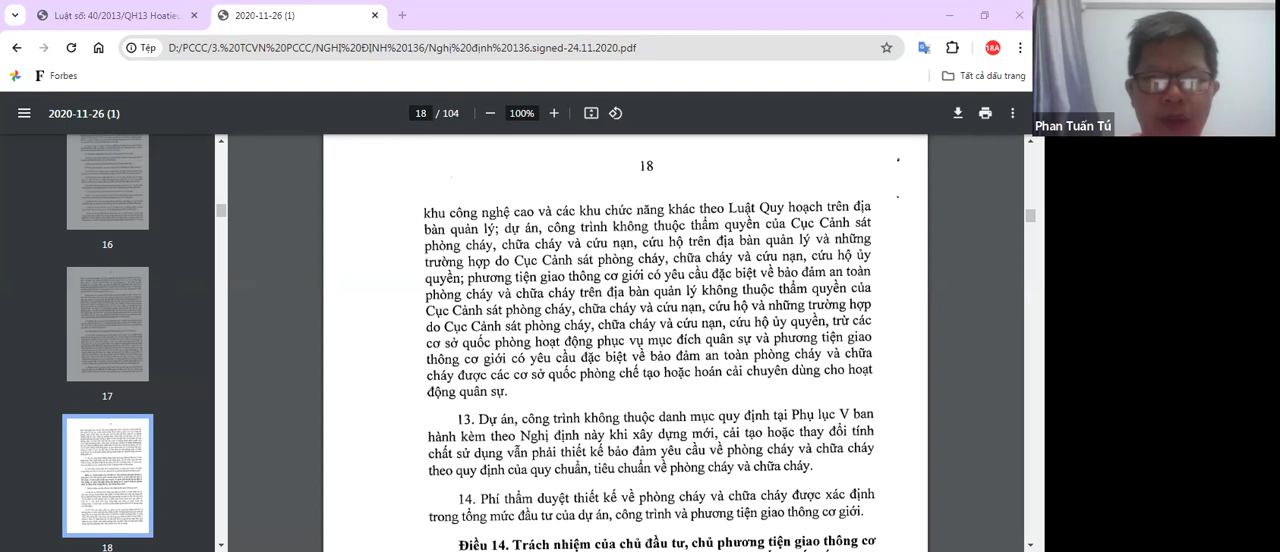 Luật số: 40/2013/QH13 Hoatie
2020-11-26 (1)
Tệp
D:/PCCC/3.%20TCVN%20PCCC/NGHỊ%20ĐỊNH%20136/Nghị%20định%20136.signed-24.11.2020.pdf
18A
Forbes
Tất cả dấu trang
2020-11-26 (1)
18 / 104
100%
Phan Tuấn Tú
16
17
18
18
khu công nghệ cao và các khu chức năng khác theo Luật Quy hoạch trên địa
bàn quản lý; dự án, công trình không thuộc thẩm quyền của Cục Cảnh sát
phòng cháy, chữa cháy và cứu nạn, cứu hộ trên địa bàn quản lý và những
trường hợp do Cục Cảnh sát phòng cháy, chữa cháy và cứu nạn, cứu hộ ủy
quyền; phương tiện giao thông cơ giới có yêu cầu đặc biệt về bảo đảm an toàn
phòng cháy và chữa cháy trên địa bàn quản lý không thuộc thẩm quyền của
Cục Cảnh sát phòng cháy, chữa cháy và cứu nạn, cứu hộ và những trường hợp
do Cục Cảnh sát phòng cháy, chữa cháy và cứu nạn, cứu hộ ủy quyền, trừ các
cơ sở quốc phòng hoạt động phục vụ mục đích quân sự và phương tiện giao
thông cơ giới có yêu cầu đặc biệt về bảo đảm an toàn phòng cháy và chữa
cháy được các cơ sở quốc phòng chế tạo hoặc hoán cải chuyên dùng cho hoạt
động quân sự.
13. Dự án, công trình không thuộc danh mục quy định tại Phụ lục V ban
hành kèm theo Nghị định này khi xây dựng mới, cải tạo hoặc thay đổi tính
chất sử dụng vẫn phải thiết kế bảo đảm yêu cầu về phòng cháy và chữa cháy
theo quy định của quy chuẩn, tiêu chuẩn về phòng cháy và chữa cháy.
14. Phí thẩm duyệt thiết kế về phòng cháy và chữa cháy được xác định
trong tổng mức đầu tư của dự án, công trình và phương tiện giao thông cơ giới.
Điều 14. Trách nhiệm của chủ đầu tư, chủ phương tiện giao thông cơ